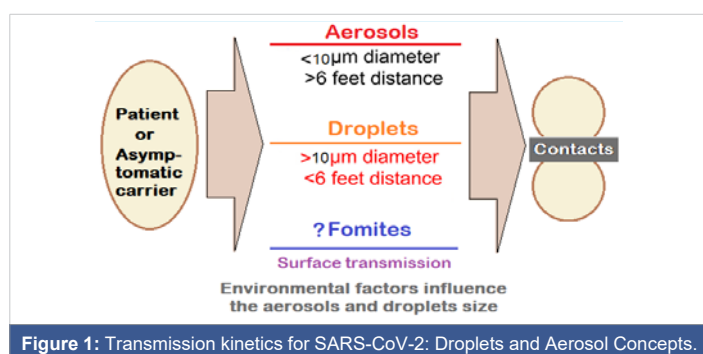 Aerosols
<10µm diameter
>6 feet distance
Patient
or
Asymp-
tomatic
carrier
Droplets
>10µm diameter
<6 feet distance
Contacts
?Fomites
Surface transmission
Environmental factors influence
the aerosols and droplets size
Figure 1: Transmission kinetics for SARS-CoV-2: Droplets and Aerosol Concepts.